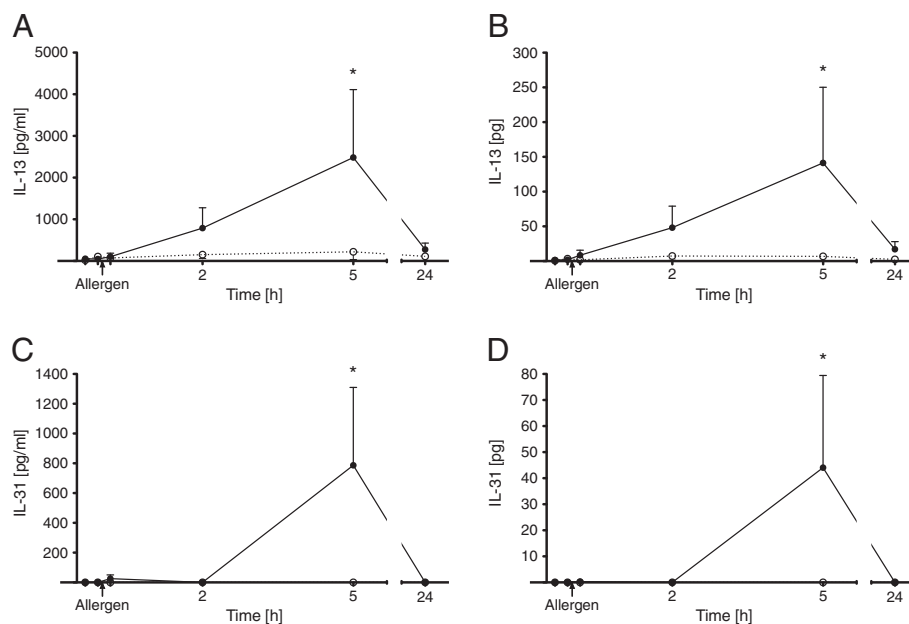 A
IL-13 [pg/ml]
5000
4000
3000
2000
1000
*
Allergen
2
5
24
Time [h]
B
IL-13 [pg]
300
250
200
150
100
50
*
Allergen
2
5
24
Time [h]
C
IL-31 [pg/ml]
1400
1200
1000
800
600
400
200
*
Allergen
2
5
24
Time [h]
D
IL-31 [pg]
80
70
60
50
40
30
20
10
*
Allergen
2
5
24
Time [h]